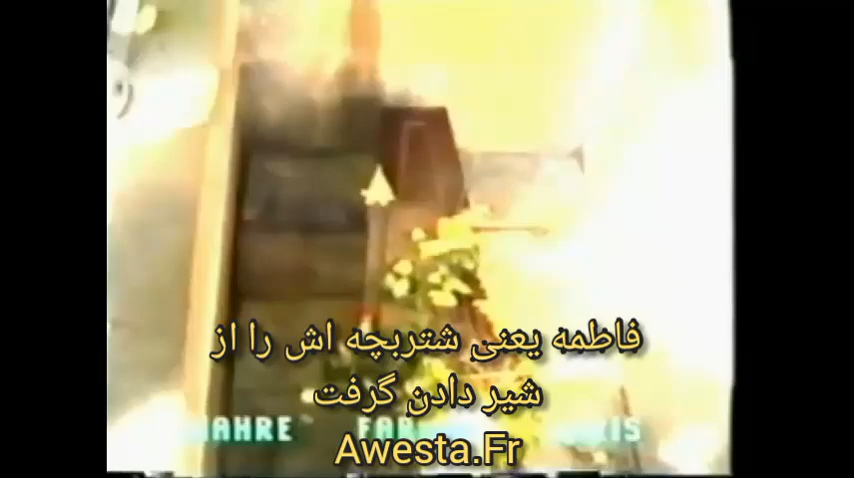 فاطمه یعنی شتربچه اش را از
شیر دادن گرفت
Awesta.Fr